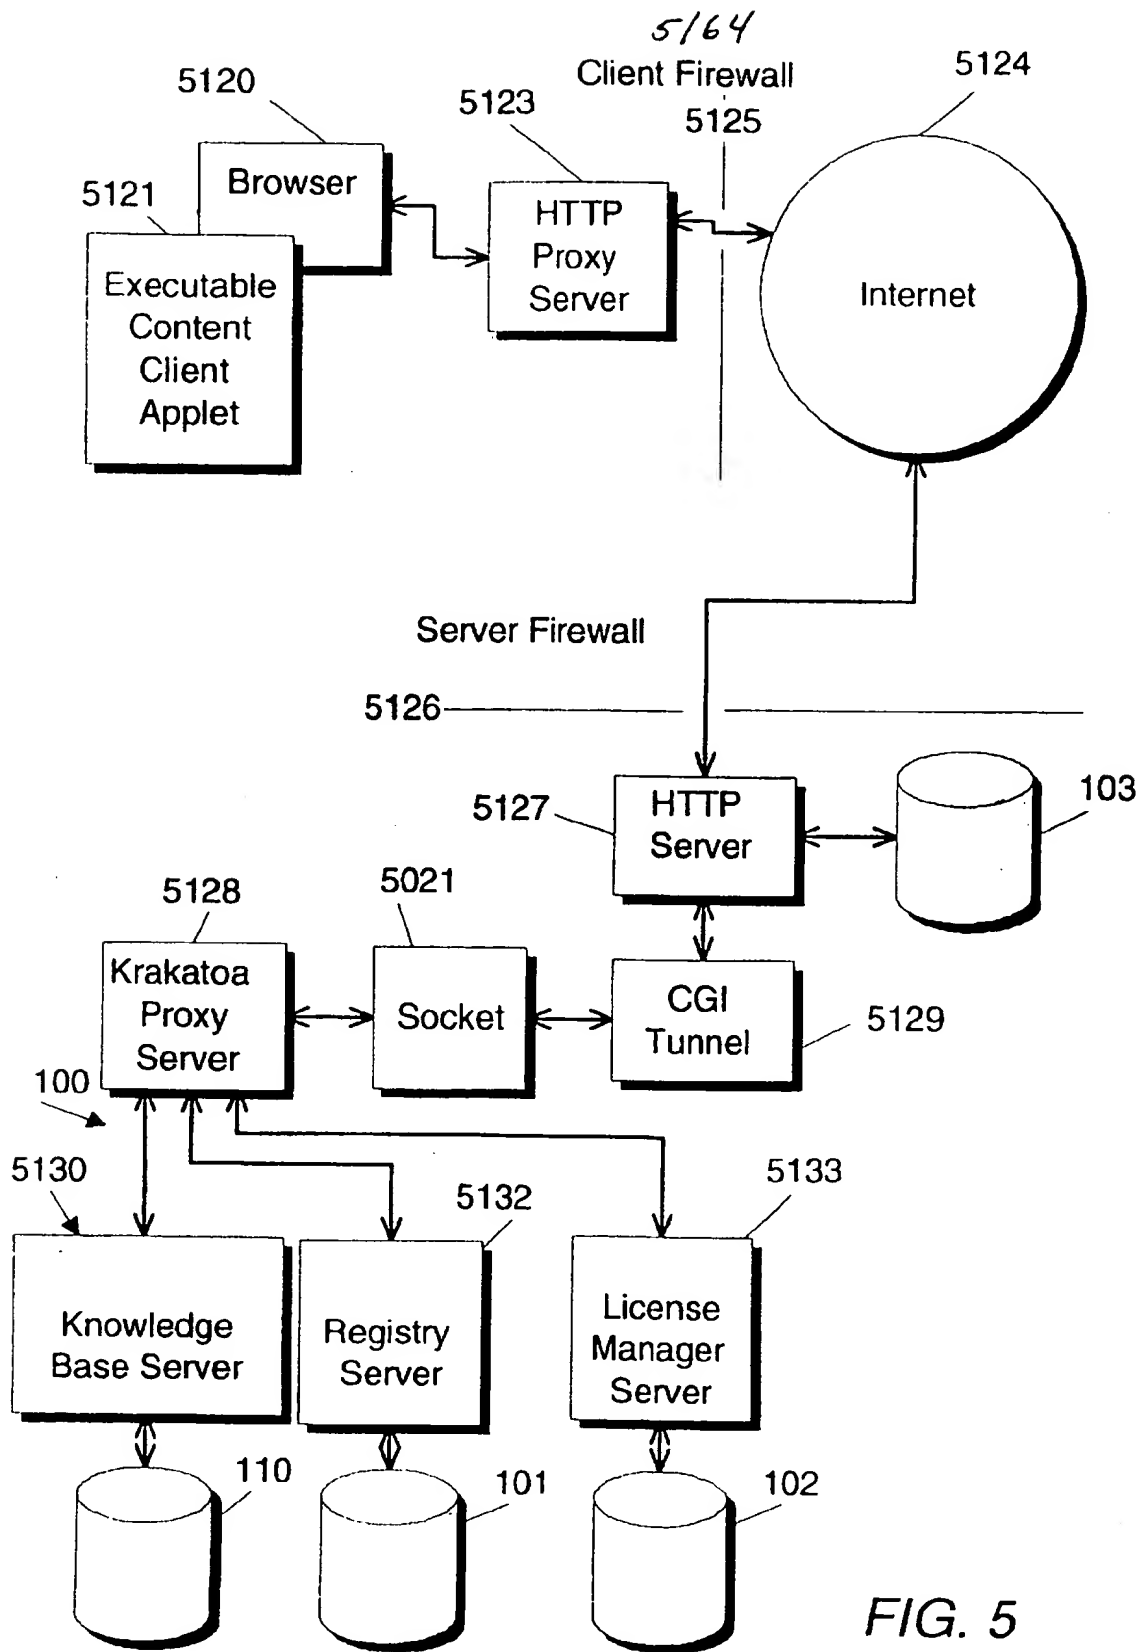 5/64
Client Firewall
5120
5123
5125
5124
5121
Browser
HTTP
Proxy
Server
Internet
Executable
Content
Client
Applet
Server Firewall
5126
5127
HTTP
Server
103
5128
5021
Krakatoa
Proxy
Server
Socket
CGI
Tunnel
5129
100
5130
5132
5133
Knowledge
Base Server
Registry
Server
License
Manager
Server
110
101
102
FIG. 5